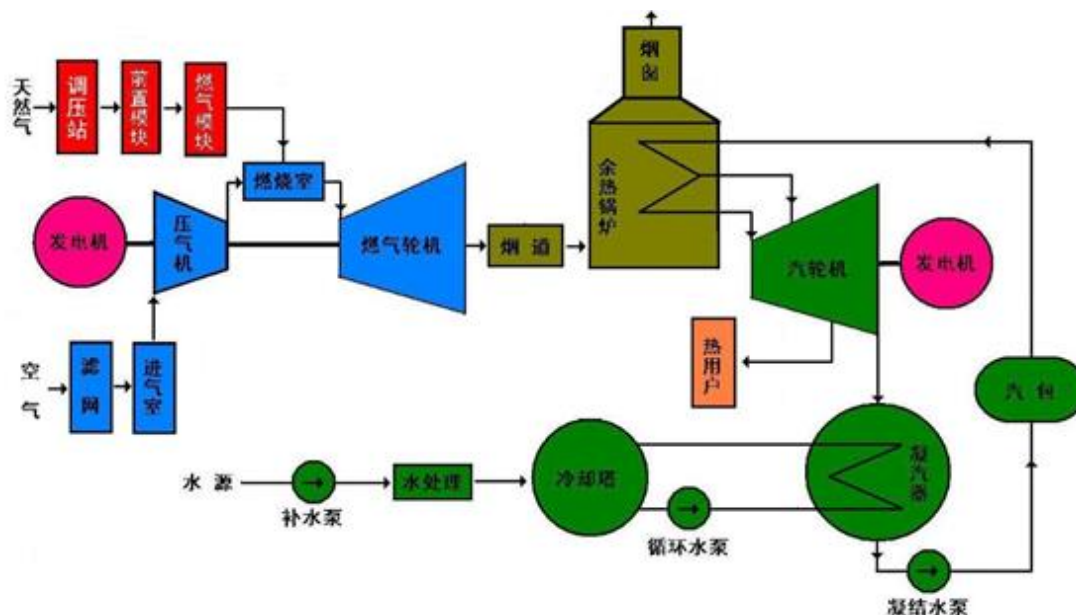 烟囱
天然气
调压站
前置模块
燃气模块
燃烧室
余热锅炉
发电机
压气机
燃气轮机
烟道
汽轮机
发电机
空气
滤网
进气室
热用户
汽包
水源
补水泵
水处理
冷却塔
循环水泵
凝汽器
凝结水泵